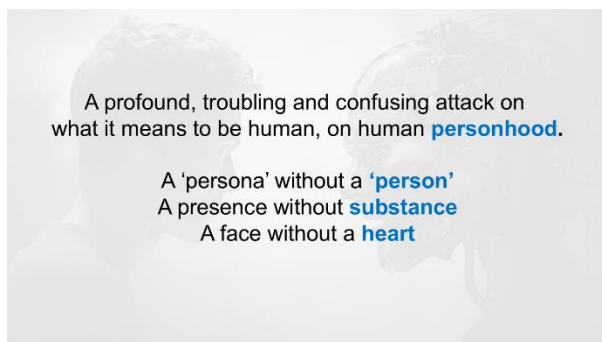 A profound, troubling and confusing attack on
what it means to be human, on human personhood.
A ‘persona’ without a ‘person’
A presence without substance
A face without a heart